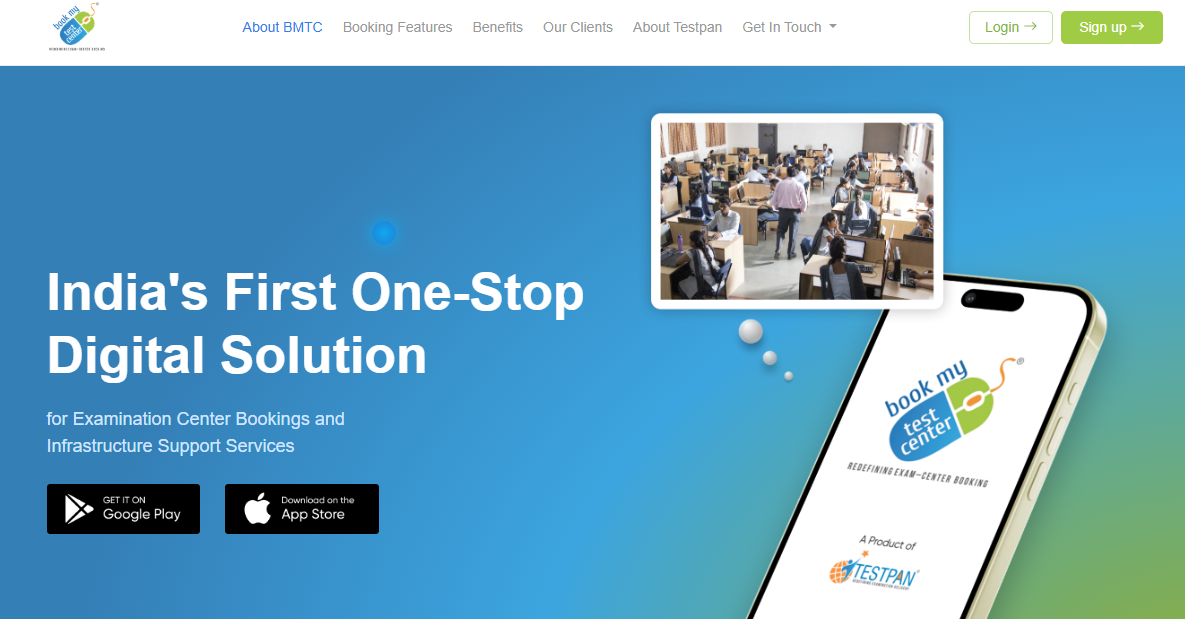 book my
test
center
REDEFINING EXAM-CENTER BOOKING
About BMTC
Booking Features
Benefits
Our Clients
About Testpan
Get In Touch
Login →
Sign up →
India's First One-Stop
Digital Solution
for Examination Center Bookings and
Infrastructure Support Services
GET IT ON
Google Play
Download on the
App Store
book my
test
center
®
REDEFINING EXAM-CENTER BOOKING
A Product of
TESTPAN